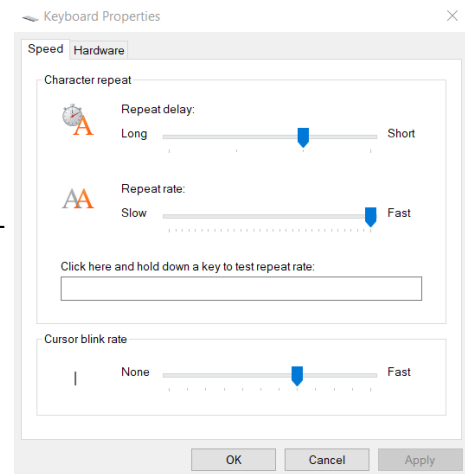 Keyboard Properties
Speed Hardware
Character repeat
A
Repeat delay:
Long Short
AA
Repeat rate:
Slow Fast
Click here and hold down a key to test repeat rate:
Cursor blink rate
None Fast
OK Cancel Apply